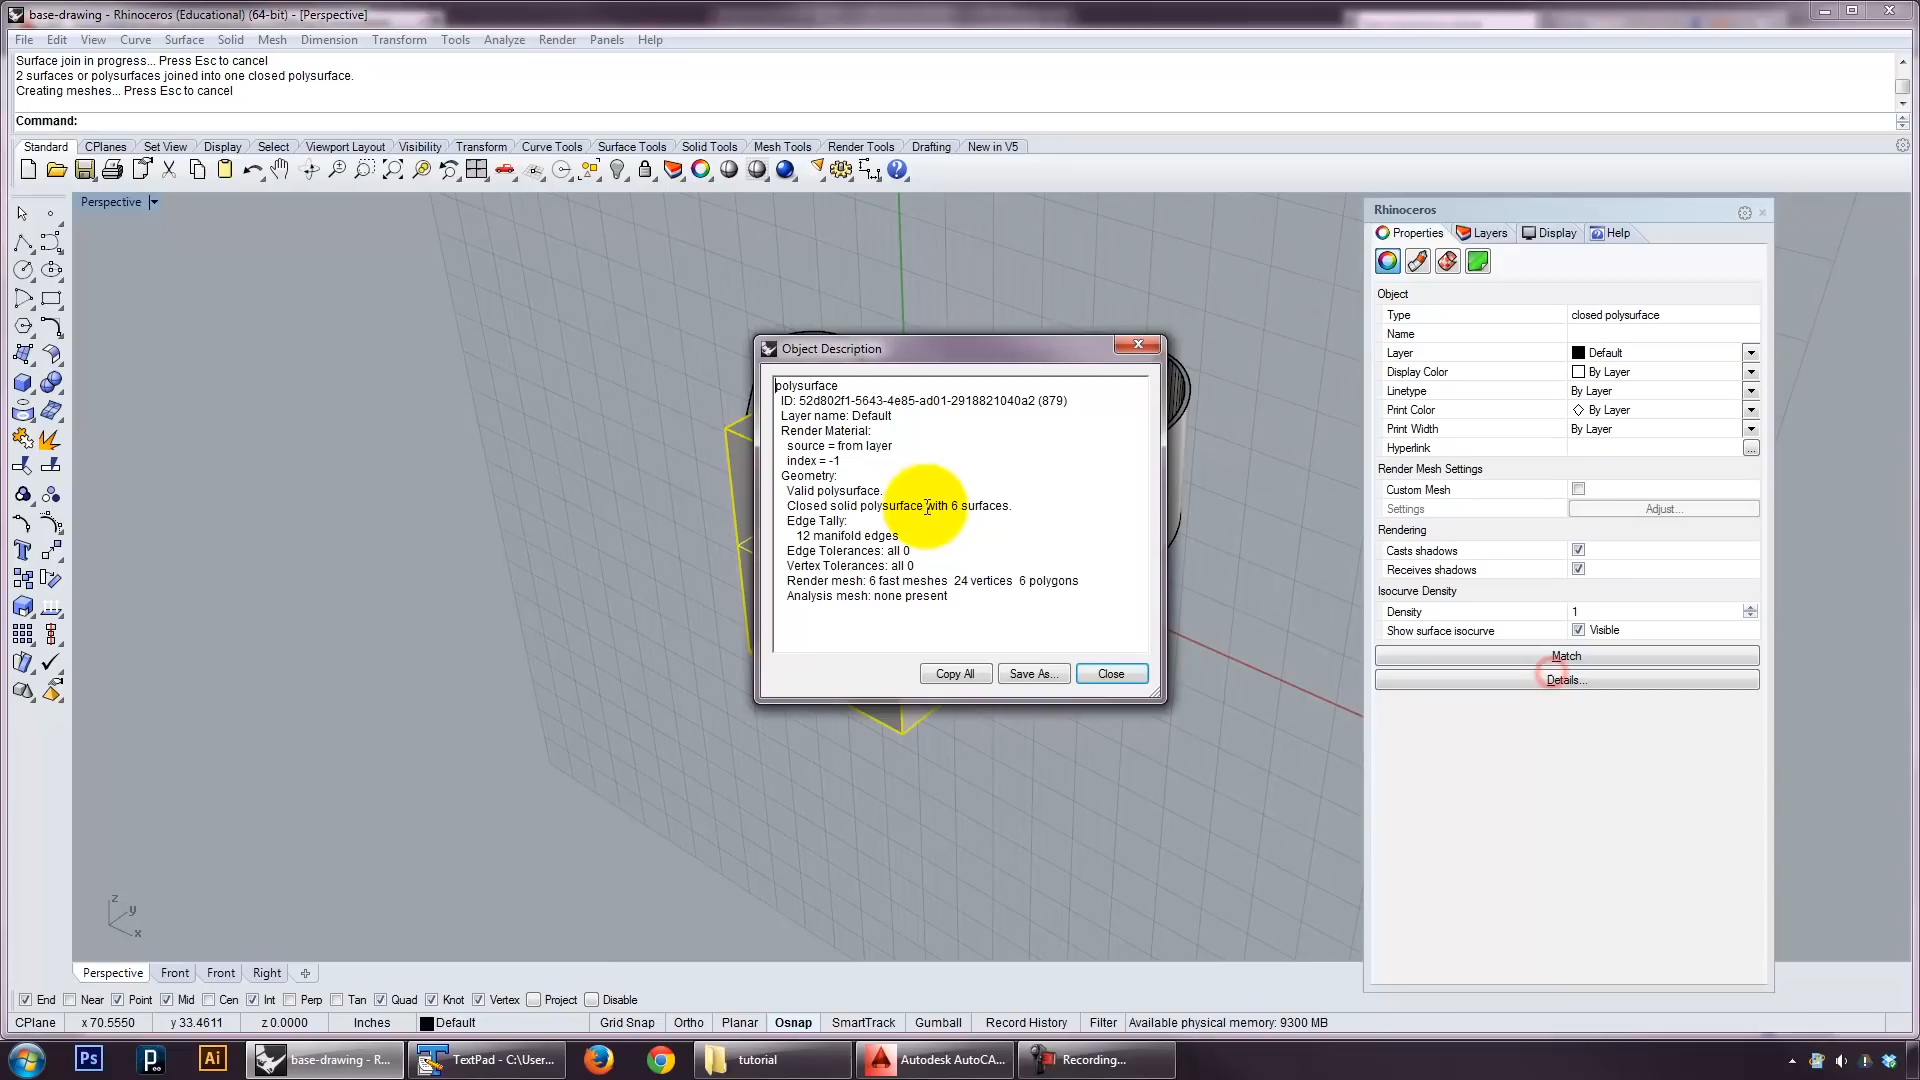 base-drawing - Rhinoceros (Educational) (64-bit) - [Perspective]
File Edit View Curve Surface Solid Mesh Dimension Transform Tools Analyze Render Panels Help
Surface join in progress... Press Esc to cancel
2 surfaces or polysurfaces joined into one closed polysurface.
Creating meshes... Press Esc to cancel
Command:
Standard CPlanes Set View Display Select Viewport Layout Visibility Transform Curve Tools Surface Tools Solid Tools Mesh Tools Render Tools Drafting New in V5
Perspective
Rhinoceros
Properties Layers Display Help
Object
Type closed polysurface
Name
Layer Default
Display Color By Layer
Linetype By Layer
Print Color By Layer
Print Width By Layer
Hyperlink ...
Render Mesh Settings
Custom Mesh
Settings Adjust...
Rendering
Casts shadows
Receives shadows
Isocurve Density
Density 1
Show surface isocurve Visible
Match
Details...
Object Description
polysurface
ID: 52d802f1-5643-4e85-ad01-2918821040a2 (879)
Layer name: Default
Render Material:
source = from layer
index = -1
Geometry:
Valid polysurface.
Closed solid polysurface with 6 surfaces.
Edge Tally:
12 manifold edges
Edge Tolerances: all 0
Vertex Tolerances: all 0
Render mesh: 6 fast meshes 24 vertices 6 polygons
Analysis mesh: none present
Copy All Save As... Close
z
y
x
Perspective Front Front Right
End Near Point Mid Cen Int Perp Tan Quad Knot Vertex Project Disable
CPlane x 70.5550 y 33.4611 z 0.0000 Inches Default Grid Snap Ortho Planar Osnap SmartTrack Gumball Record History Filter Available physical memory: 9300 MB
Ps p. Ai base-drawing - R... TextPad - C:\User... tutorial Autodesk AutoCA... Recording...